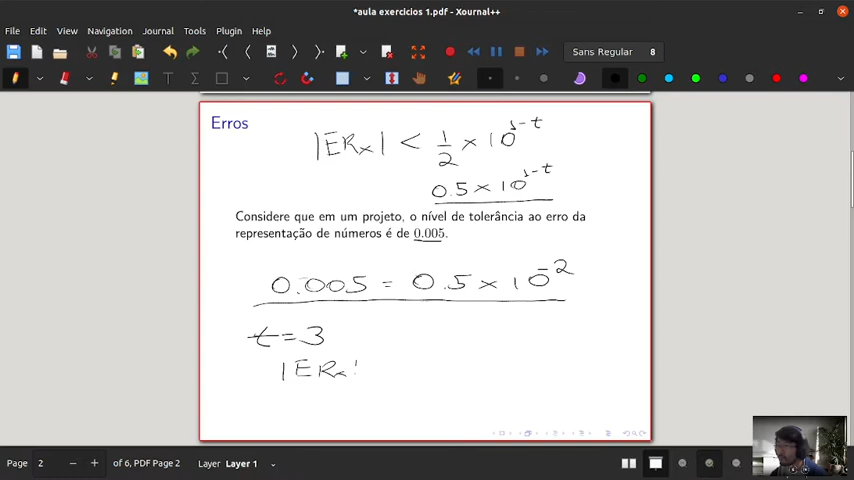 *aula exercicios 1.pdf - Xournal++
File Edit View Navigation Journal Tools Plugin Help
Sans Regular 8
Erros
|ERx| < 1/2 × 10^1-t
0.5 × 10^1-t
Considere que em um projeto, o nível de tolerância ao erro da
representação de números é de 0.005.
0.005 = 0.5 × 10^-2
t = 3
|ERx|
Page 2 of 6, PDF Page 2 Layer Layer 1